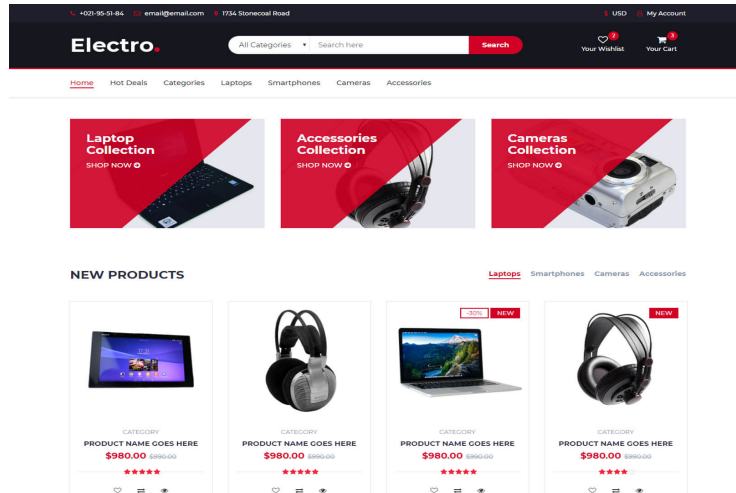 +021-95-51-84 email@email.com 1734 Stonecoal Road $ USD My Account
Electro. All Categories Search here Search
2 3
Your Wishlist Your Cart
Home Hot Deals Categories Laptops Smartphones Cameras Accessories
Laptop
Collection
SHOP NOW
Accessories
Collection
SHOP NOW
Cameras
Collection
SHOP NOW
NEW PRODUCTS Laptops Smartphones Cameras Accessories
-30% NEW NEW
CATEGORY CATEGORY CATEGORY CATEGORY
PRODUCT NAME GOES HERE PRODUCT NAME GOES HERE PRODUCT NAME GOES HERE PRODUCT NAME GOES HERE
$980.00 $990.00 $980.00 $990.00 $980.00 $990.00 $980.00 $990.00